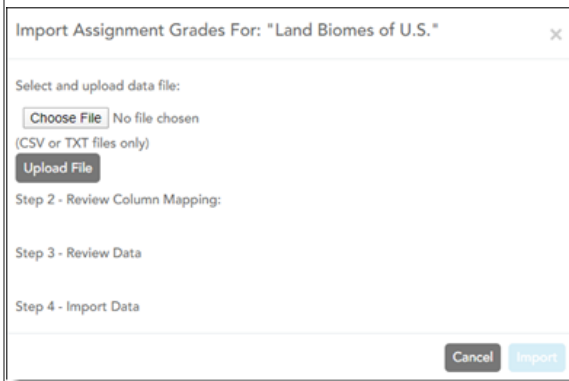 Import Assignment Grades For: "Land Biomes of U.S."
×
Select and upload data file:
Choose File No file chosen
(CSV or TXT files only)
Upload File
Step 2 - Review Column Mapping:
Step 3 - Review Data
Step 4 - Import Data
Cancel Import